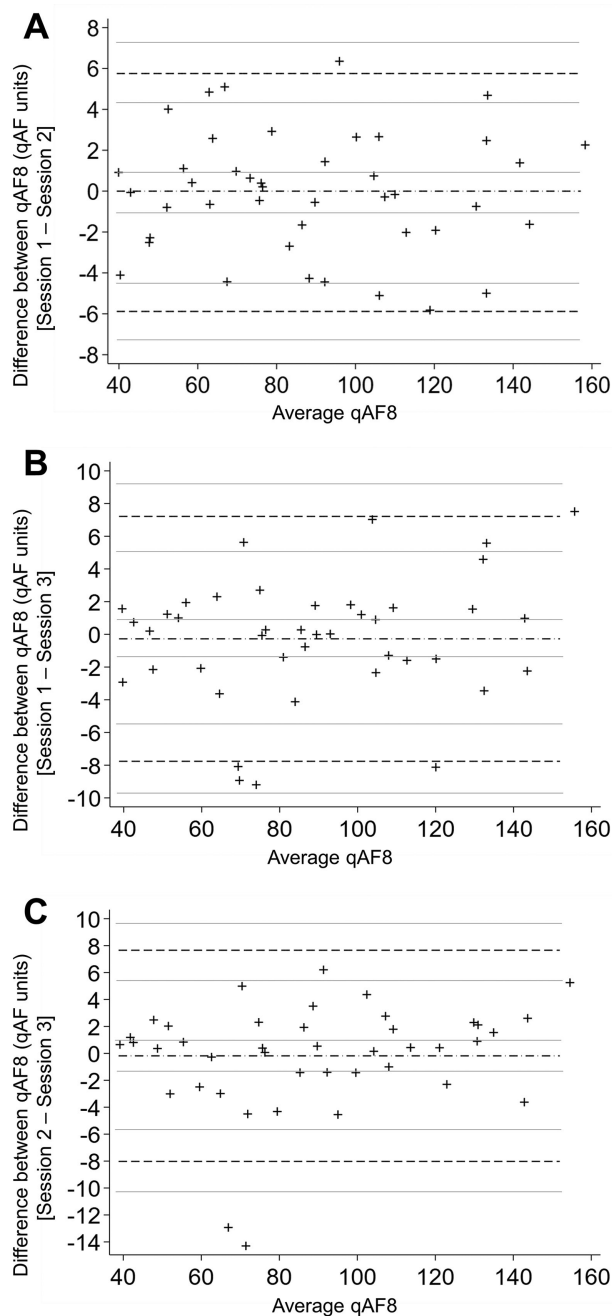 A
Difference between qAF8 (qAF units)
[Session 1 – Session 2]
8
6
4
2
0
-2
-4
-6
-8
40 60 80 100 120 140 160
Average qAF8
B
Difference between qAF8 (qAF units)
[Session 1 – Session 3]
10
8
6
4
2
0
-2
-4
-6
-8
-10
40 60 80 100 120 140 160
Average qAF8
C
Difference between qAF8 (qAF units)
[Session 2 – Session 3]
10
8
6
4
2
0
-2
-4
-6
-8
-10
-12
-14
40 60 80 100 120 140 160
Average qAF8